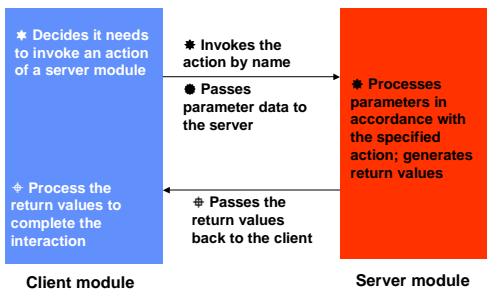 ✶ Decides it needs
to invoke an action
of a server module
✸ Invokes the
action by name
✹ Passes
parameter data to
the server
✸ Processes
parameters in
accordance with
the specified
action; generates
return values
⌖ Passes the
return values
back to the client
⌖ Process the
return values to
complete the
interaction
Client module
Server module